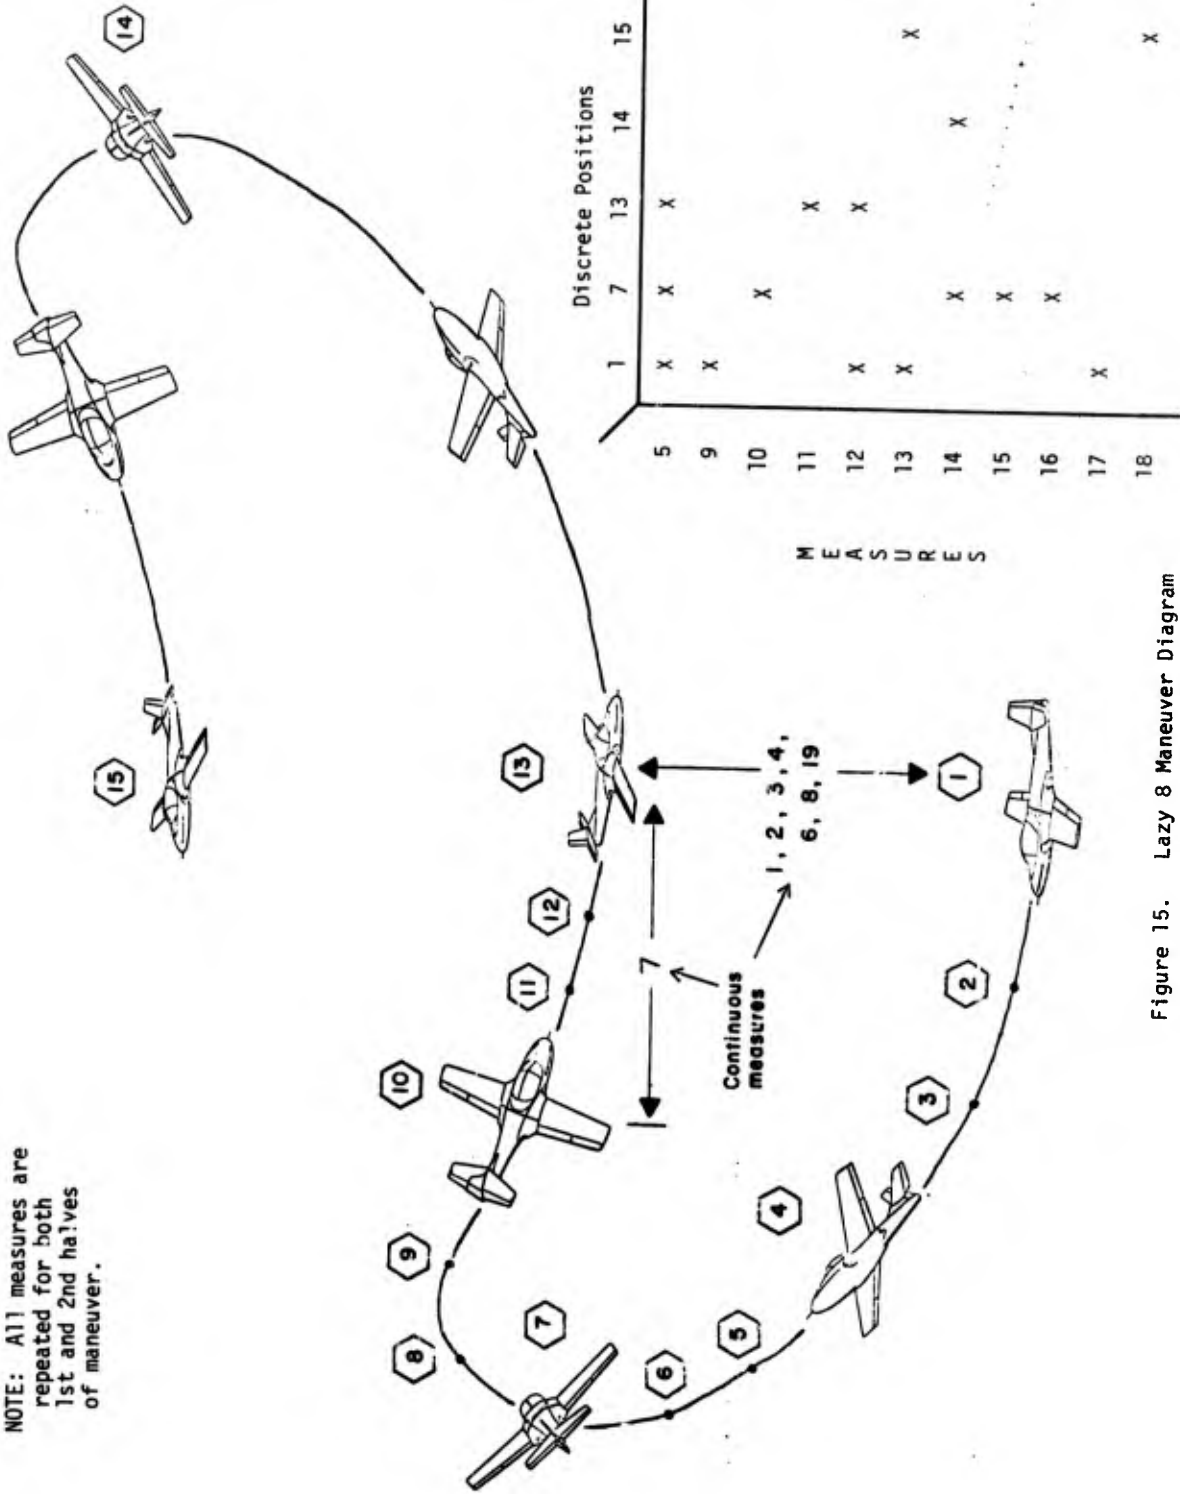 NOTE: All measures are
repeated for both
1st and 2nd halves
of maneuver.
14
15
13
12
11
10
9
8
7
6
5
4
3
2
1
7
Continuous
measures
1, 2, 3, 4,
6, 8, 19
Discrete Positions
1 7 13 14 15
MEASURES
5 X X X
9 X
10 X
11 X
12 X X
13 X X
14 X X
15 X
16 X
17 X
18 X
Figure 15. Lazy 8 Maneuver Diagram